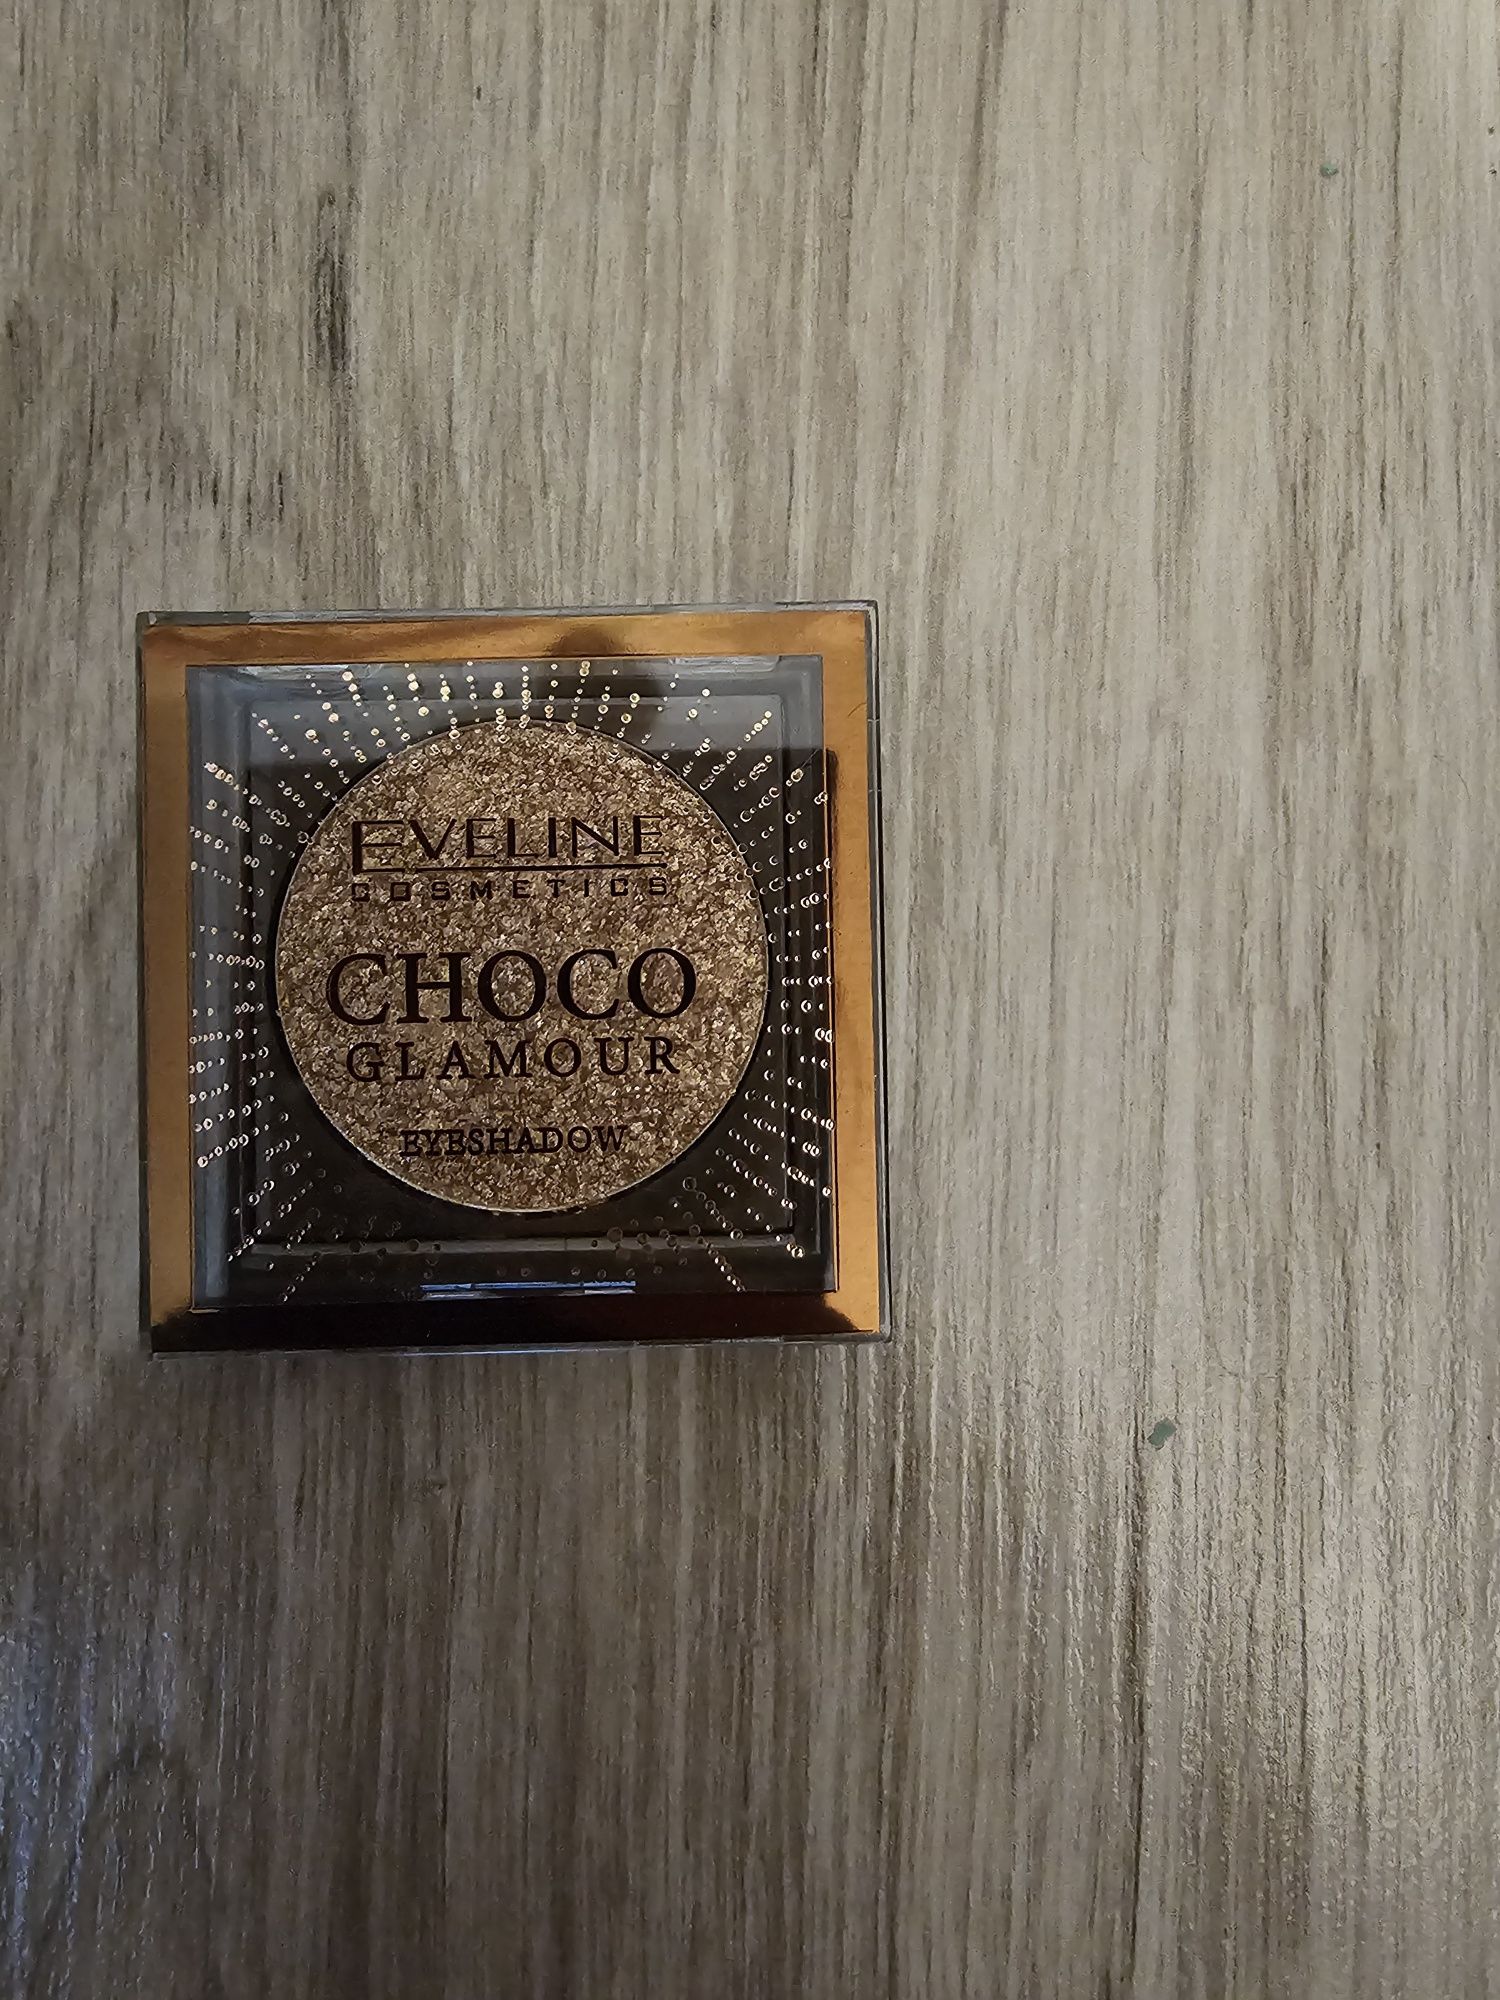 EVELINE
COSMETICS
CHOCO
GLAMOUR
EYESHADOW